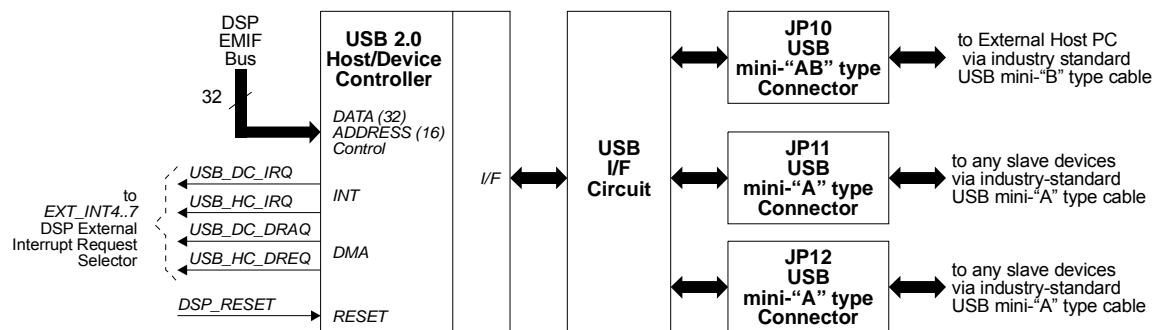 DSP
EMIF
Bus
32
USB 2.0
Host/Device
Controller
DATA (32)
ADDRESS (16)
Control
to
EXT_INT4..7
DSP External
Interrupt Request
Selector
USB_DC_IRQ
USB_HC_IRQ
USB_DC_DRAQ
USB_HC_DREQ
DSP_RESET
INT
DMA
RESET
I/F
USB
I/F
Circuit
JP10
USB
mini-“AB” type
Connector
to External Host PC
via industry standard
USB mini-“B” type cable
JP11
USB
mini-“A” type
Connector
to any slave devices
via industry-standard
USB mini-“A” type cable
JP12
USB
mini-“A” type
Connector
to any slave devices
via industry-standard
USB mini-“A” type cable